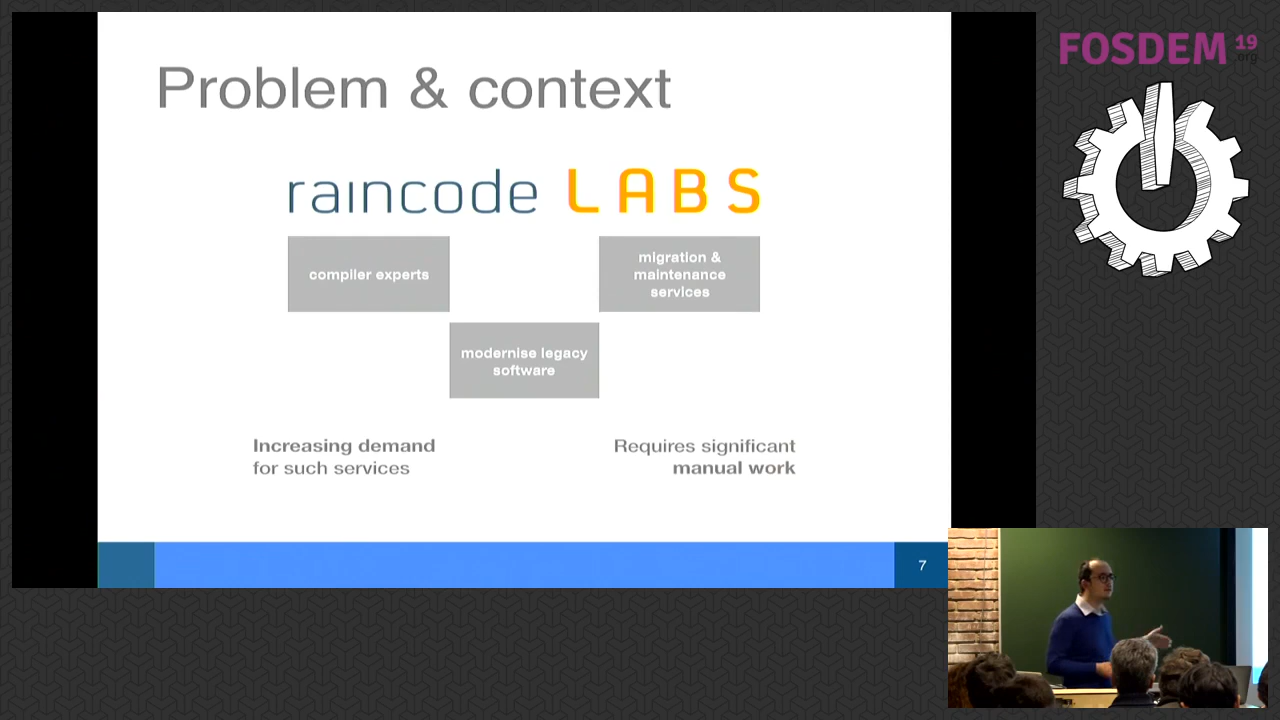 Problem & context
raincode LABS
compiler experts
migration &
maintenance
services
modernise legacy
software
Increasing demand
for such services
Requires significant
manual work
7
FOSDEM 19
.org